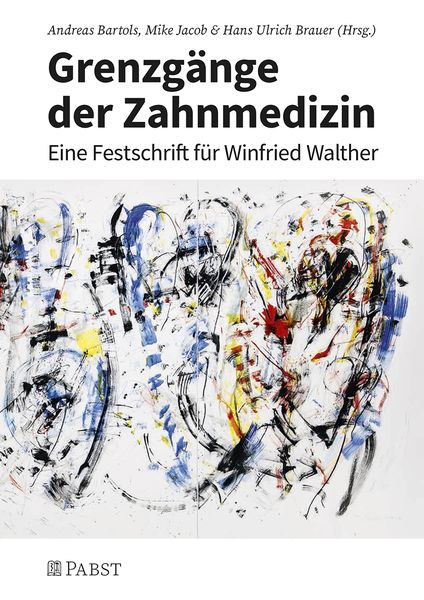 Andreas Bartols, Mike Jacob & Hans Ulrich Brauer (Hrsg.)
Grenzgänge
der Zahnmedizin
Eine Festschrift für Winfried Walther
PABST